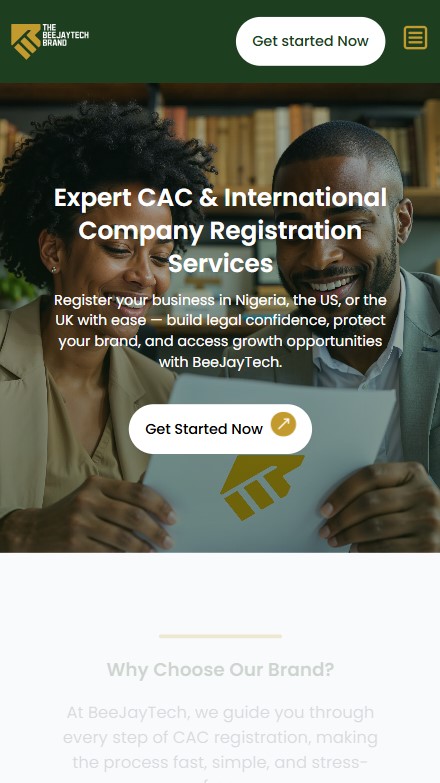 THE
BEEJAYTECH
BRAND
Get started Now
Expert CAC & International
Company Registration
Services
Register your business in Nigeria, the US, or the
UK with ease — build legal confidence, protect
your brand, and access growth opportunities
with BeeJayTech.
Get Started Now
Why Choose Our Brand?
At BeeJayTech, we guide you through
every step of CAC registration, making
the process fast, simple, and stress-